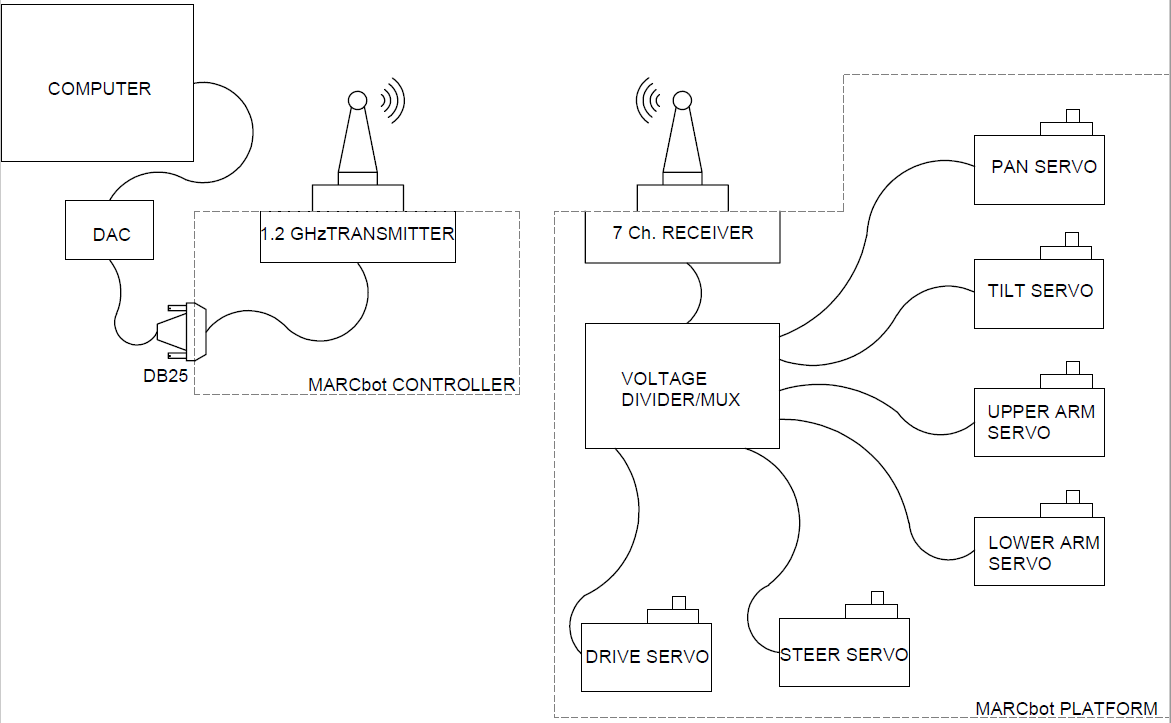 COMPUTER
DAC
DB25
1.2 GHzTRANSMITTER
MARCbot CONTROLLER
7 Ch. RECEIVER
VOLTAGE
DIVIDER/MUX
PAN SERVO
TILT SERVO
UPPER ARM
SERVO
LOWER ARM
SERVO
DRIVE SERVO
STEER SERVO
MARCbot PLATFORM